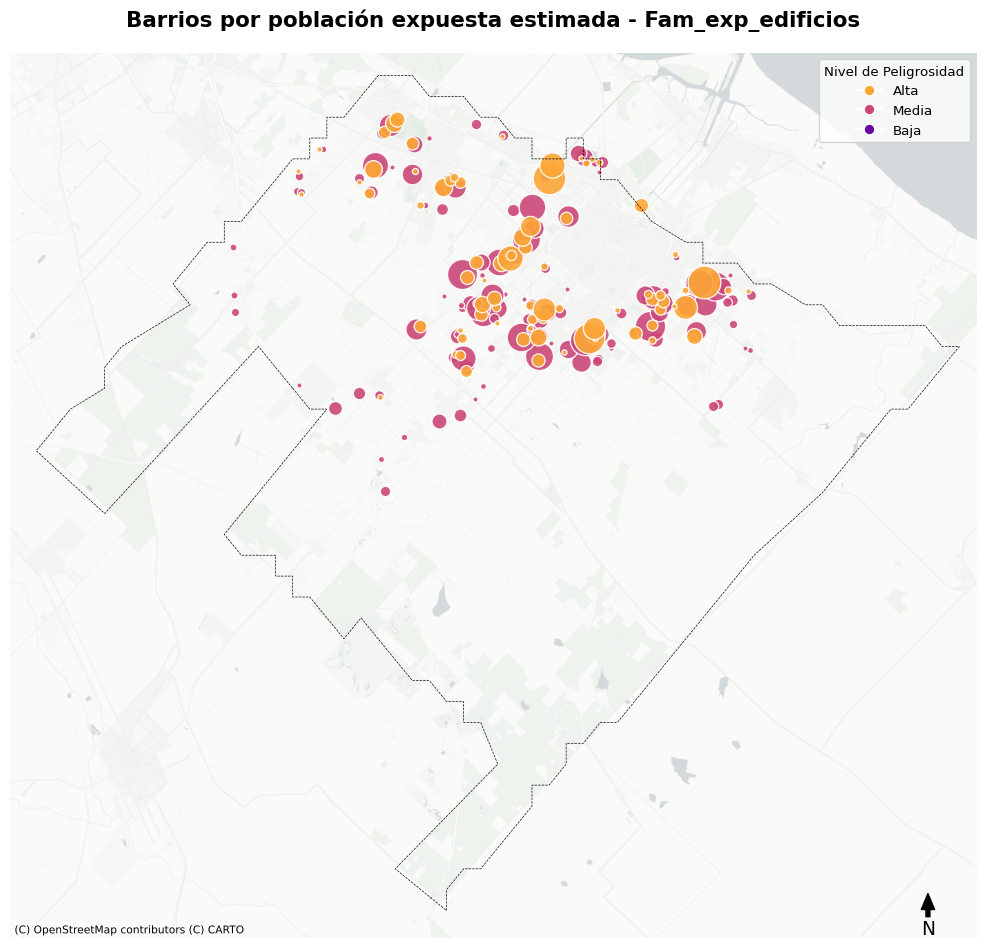 Barrios por población expuesta estimada - Fam_exp_edificios
Nivel de Peligrosidad
Alta
Media
Baja
N
(C) OpenStreetMap contributors (C) CARTO